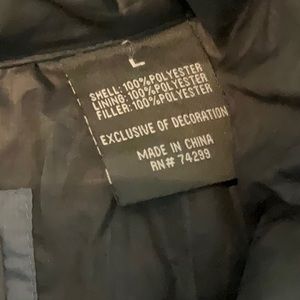 L
SHELL: 100%POLYESTER
LINING: 100%POLYESTER
FILLER: 100%POLYESTER
EXCLUSIVE OF DECORATION
MADE IN CHINA
RN# 74299